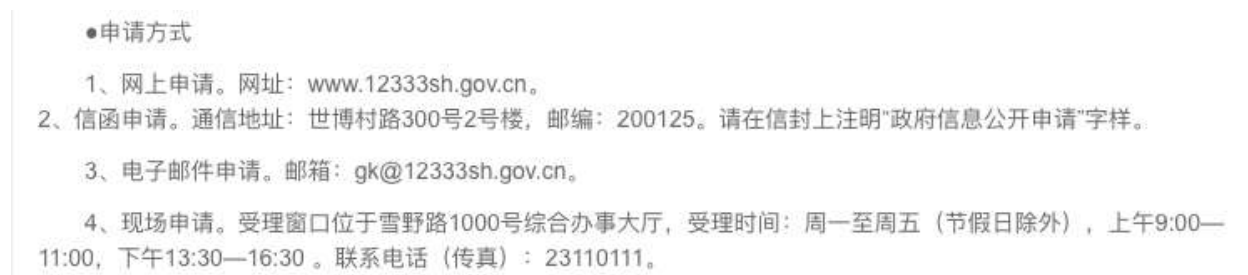 ●申请方式
1、网上申请。网址：www.12333sh.gov.cn。
2、信函申请。通信地址：世博村路300号2号楼，邮编：200125。请在信封上注明“政府信息公开申请”字样。
3、电子邮件申请。邮箱：gk@12333sh.gov.cn。
4、现场申请。受理窗口位于雪野路1000号综合办事大厅，受理时间：周一至周五（节假日除外），上午9:00—
11:00，下午13:30—16:30 。联系电话（传真）：23110111。